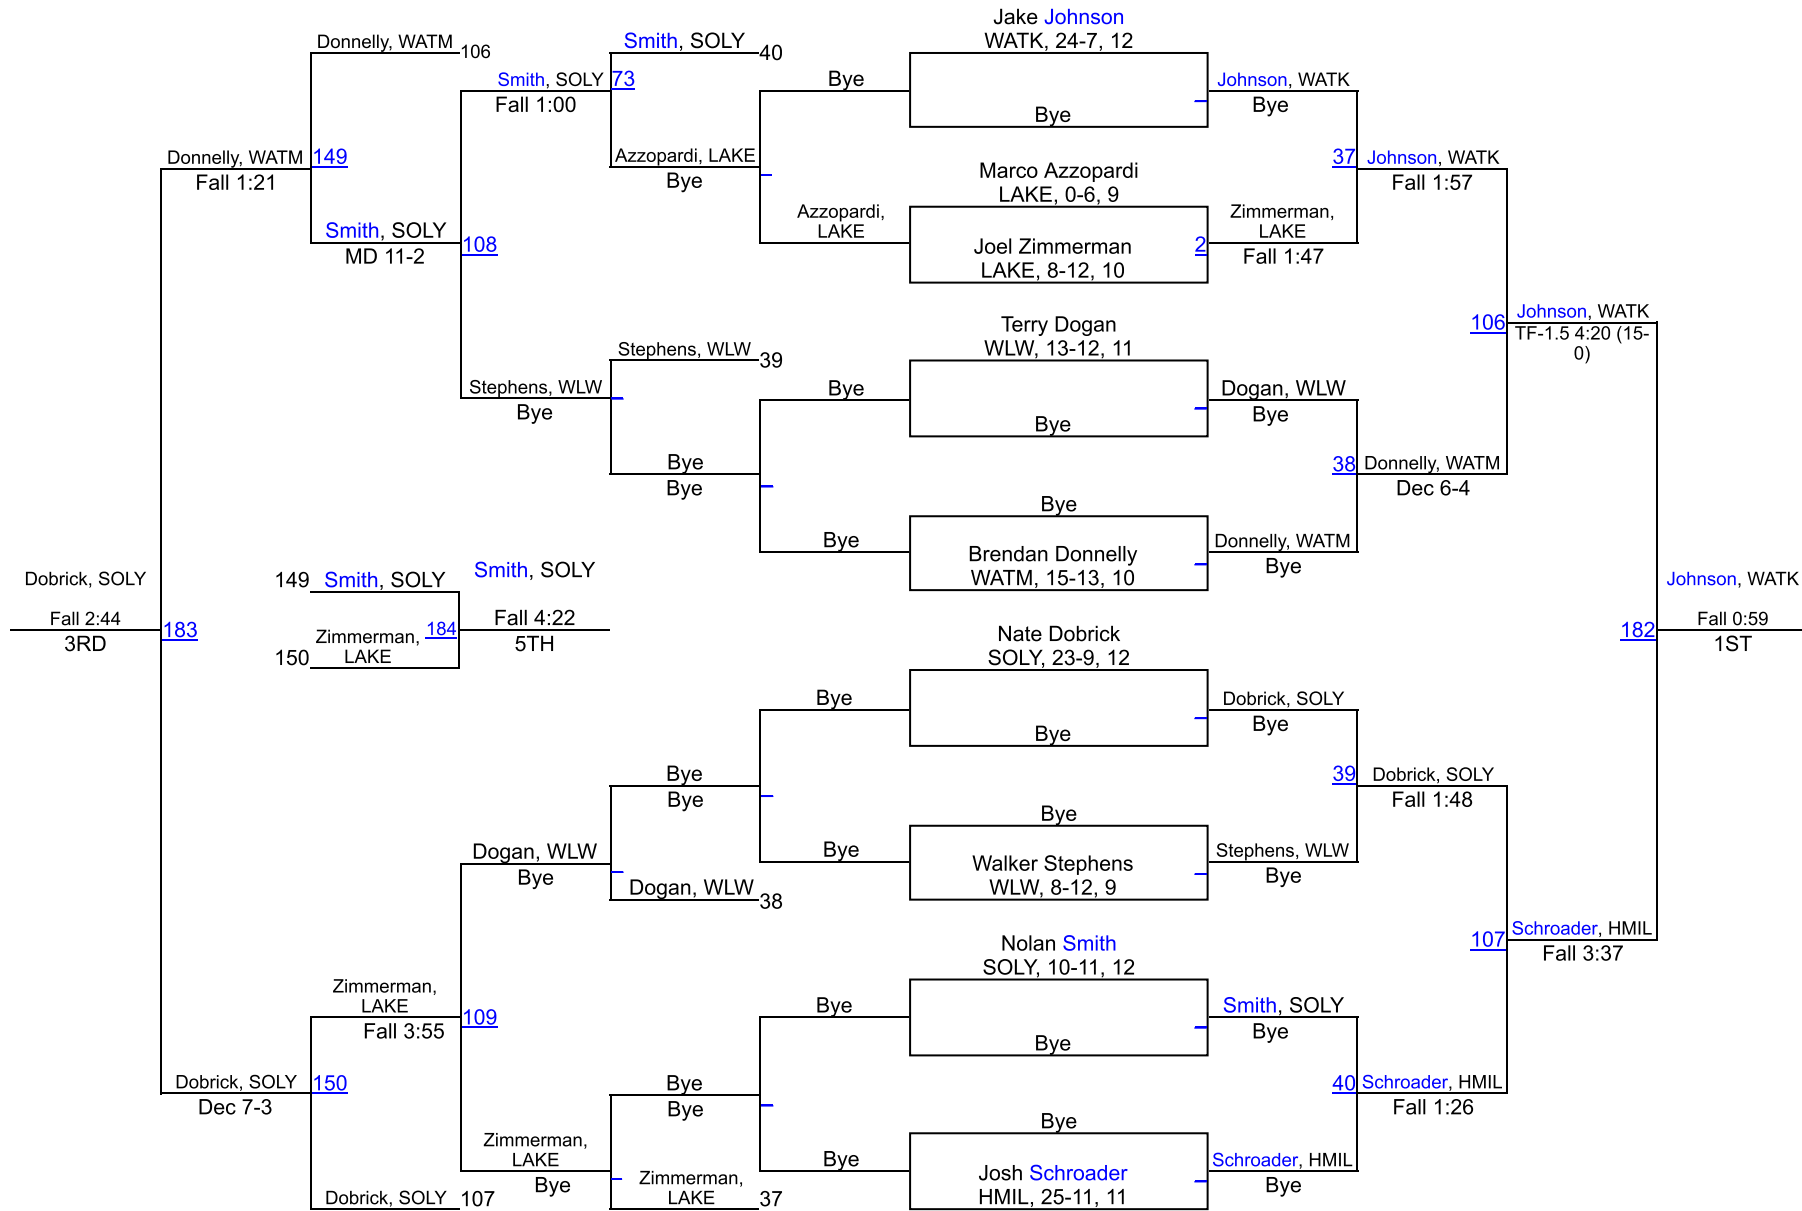 Donnelly, WATM
106
Donnelly, WATM
149
Fall 1:21
Smith, SOLY
73
Fall 1:00
Smith, SOLY
108
MD 11-2
Smith, SOLY
40
Azzopardi, LAKE
Bye
Stephens, WLW
39
Stephens, WLW
Bye
Bye
Bye
Bye
Azzopardi,
LAKE
Bye
Bye
Jake Johnson
WATK, 24-7, 12
Bye
Marco Azzopardi
LAKE, 0-6, 9
Joel Zimmerman
LAKE, 8-12, 10
2
Terry Dogan
WLW, 13-12, 11
Bye
Bye
Brendan Donnelly
WATM, 15-13, 10
Johnson, WATK
Bye
37
Zimmerman,
LAKE
Fall 1:47
Johnson, WATK
Fall 1:57
Dogan, WLW
Bye
38
Donnelly, WATM
Bye
Donnelly, WATM
Dec 6-4
106
Johnson, WATK
TF-1.5 4:20 (15-
0)
Dobrick, SOLY
Fall 2:44
3RD
183
149
Smith, SOLY
150
Zimmerman,
LAKE
184
Smith, SOLY
Fall 4:22
5TH
Johnson, WATK
182
Fall 0:59
1ST
Nate Dobrick
SOLY, 23-9, 12
Bye
Bye
Walker Stephens
WLW, 8-12, 9
Nolan Smith
SOLY, 10-11, 12
Bye
Bye
Josh Schroader
HMIL, 25-11, 11
Bye
Bye
Bye
Bye
Bye
Bye
Dogan, WLW
Bye
Dogan, WLW
38
Bye
Bye
Zimmerman,
LAKE
37
Zimmerman,
LAKE
Bye
Zimmerman,
LAKE
Fall 3:55
109
Dobrick, SOLY
150
Dec 7-3
Dobrick, SOLY
107
Dobrick, SOLY
Bye
39
Stephens, WLW
Bye
Dobrick, SOLY
Fall 1:48
Smith, SOLY
Bye
40
Schroader, HMIL
Bye
Schroader, HMIL
Fall 1:26
107
Schroader, HMIL
Fall 3:37